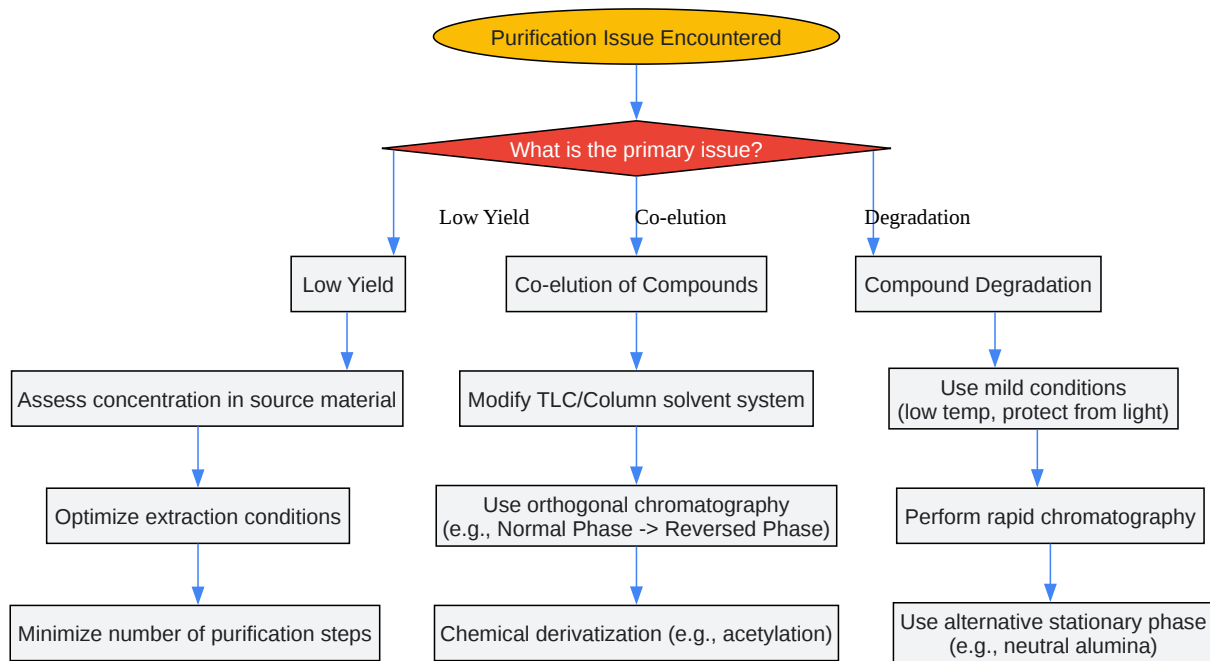 Purification Issue Encountered
What is the primary issue?
Low Yield
Co-elution
Degradation
Low Yield
Co-elution of Compounds
Compound Degradation
Assess concentration in source material
Modify TLC/Column solvent system
Use mild conditions
(low temp, protect from light)
Optimize extraction conditions
Use orthogonal chromatography
(e.g., Normal Phase -> Reversed Phase)
Perform rapid chromatography
Minimize number of purification steps
Chemical derivatization (e.g., acetylation)
Use alternative stationary phase
(e.g., neutral alumina)